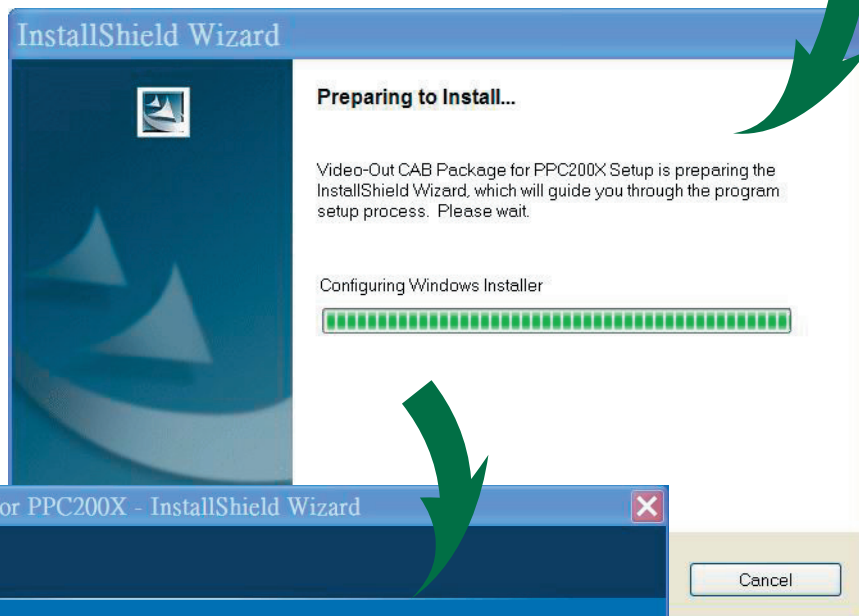 InstallShield Wizard
Preparing to Install...
Video-Out CAB Package for PPC200X Setup is preparing the
InstallShield Wizard, which will guide you through the program
setup process. Please wait.
Configuring Windows Installer
or PPC200X - InstallShield Wizard
Cancel